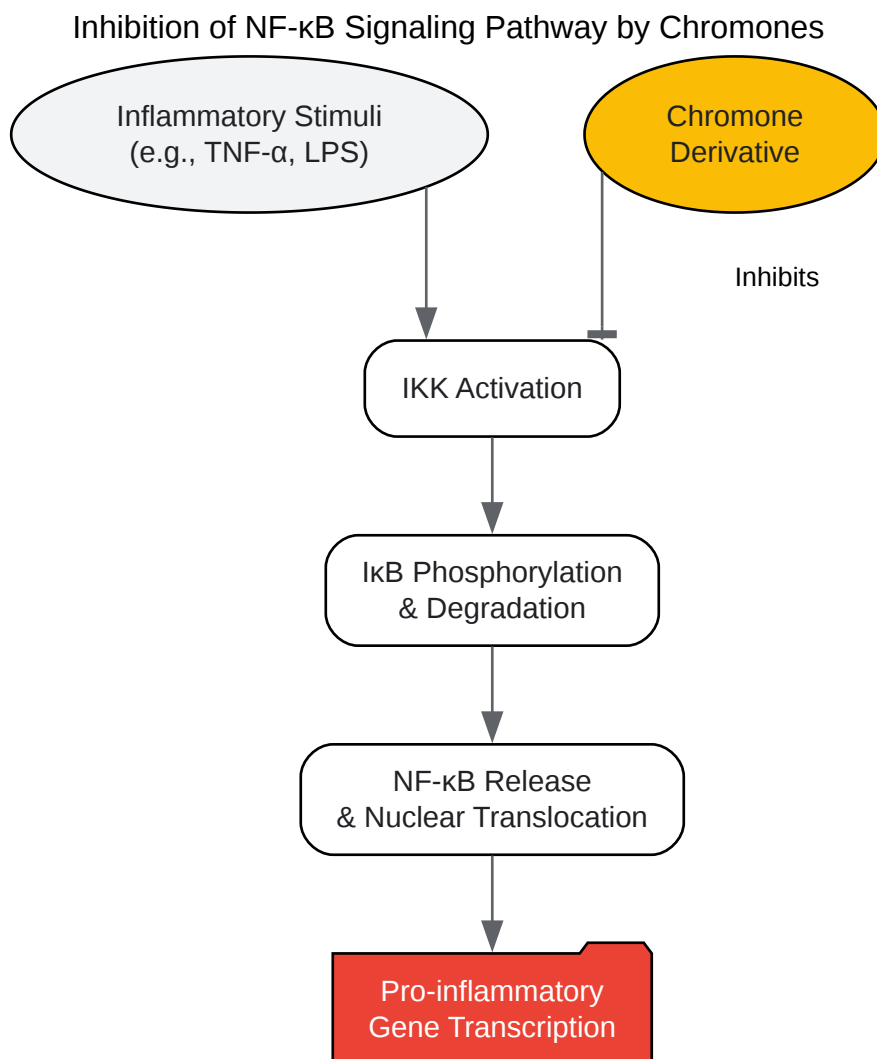 Inhibition of NF-κB Signaling Pathway by Chromones
Inflammatory Stimuli
(e.g., TNF-α, LPS)
Chromone
Derivative
Inhibits
IKK Activation
IκB Phosphorylation
& Degradation
NF-κB Release
& Nuclear Translocation
Pro-inflammatory
Gene Transcription